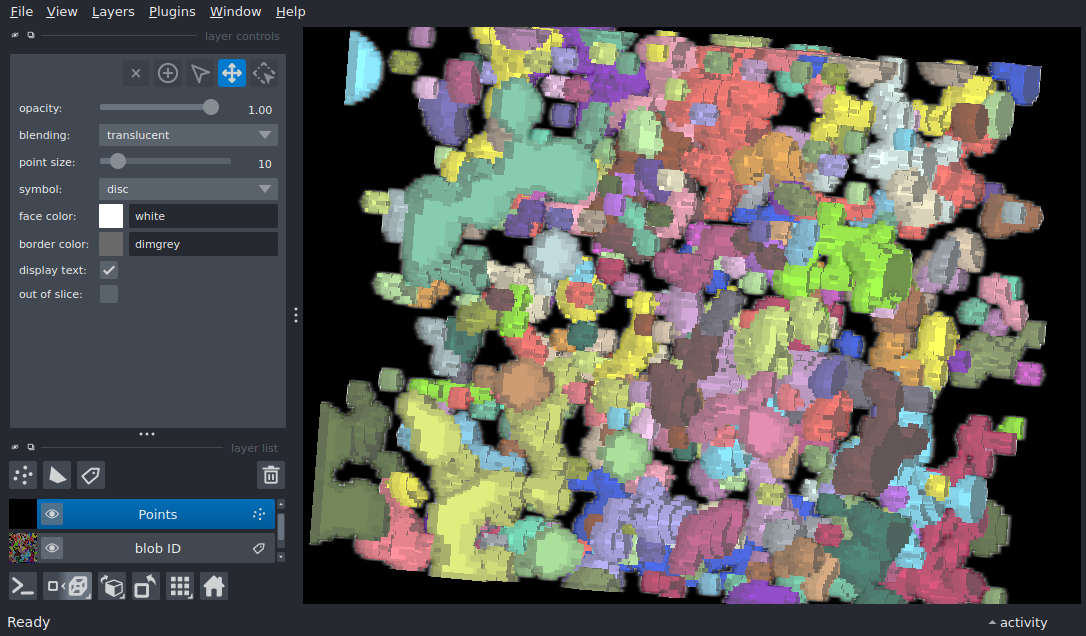 File View Layers Plugins Window Help
layer controls
opacity: 1.00
blending: translucent
point size: 10
symbol: disc
face color: white
border color: dimgrey
display text:
out of slice:
layer list
Points
blob ID
Ready
activity